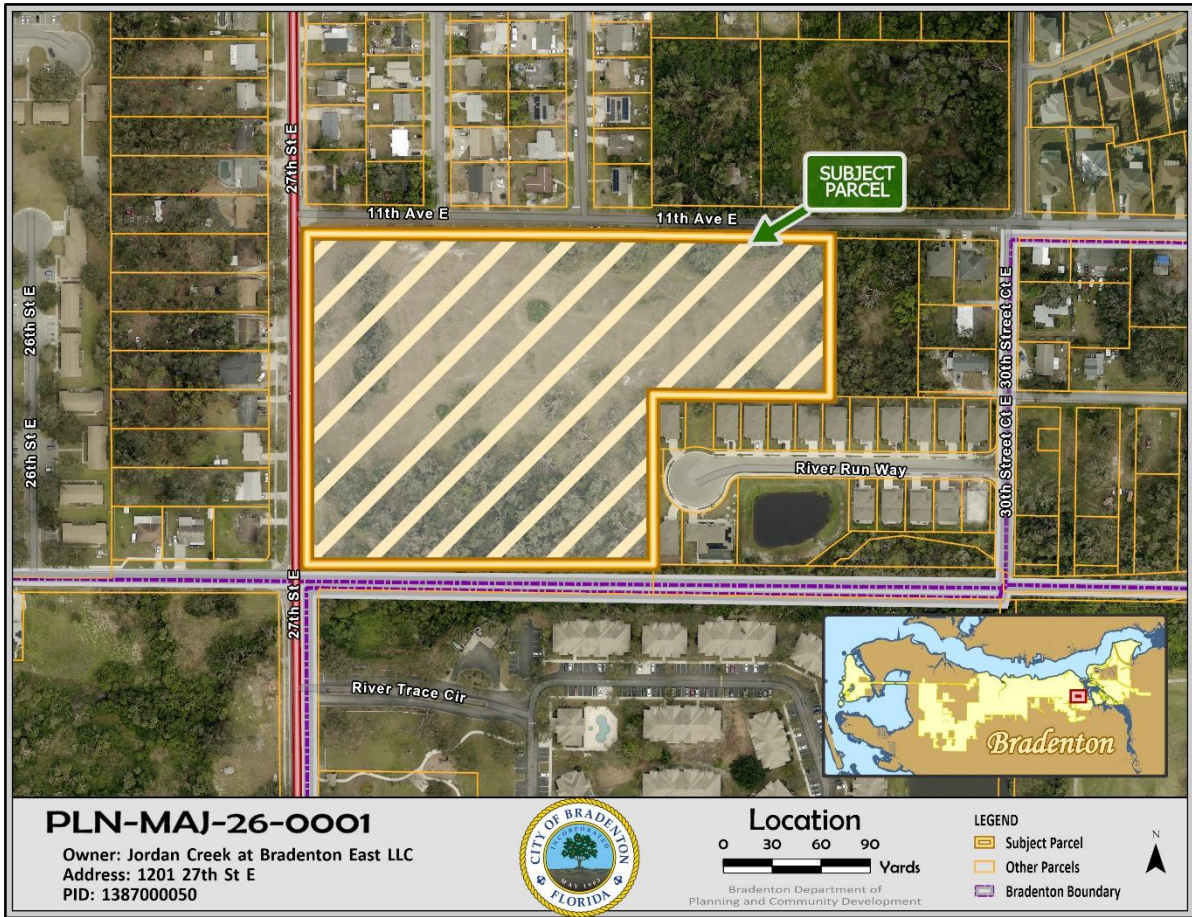 27th St E
11th Ave E
11th Ave E
SUBJECT
PARCEL
26th St E
26th St E
30th Street Ct E
30th Street Ct E
River Run Way
27th St E
River Trace Cir
Bradenton
PLN-MAJ-26-0001
Owner: Jordan Creek at Bradenton East LLC
Address: 1201 27th St E
PID: 1387000050
CITY OF BRADENTON
INCORPORATED
MAY 1903
FLORIDA
Location
0 30 60 90
Yards
Bradenton Department of
Planning and Community Development
LEGEND
Subject Parcel
Other Parcels
Bradenton Boundary
N